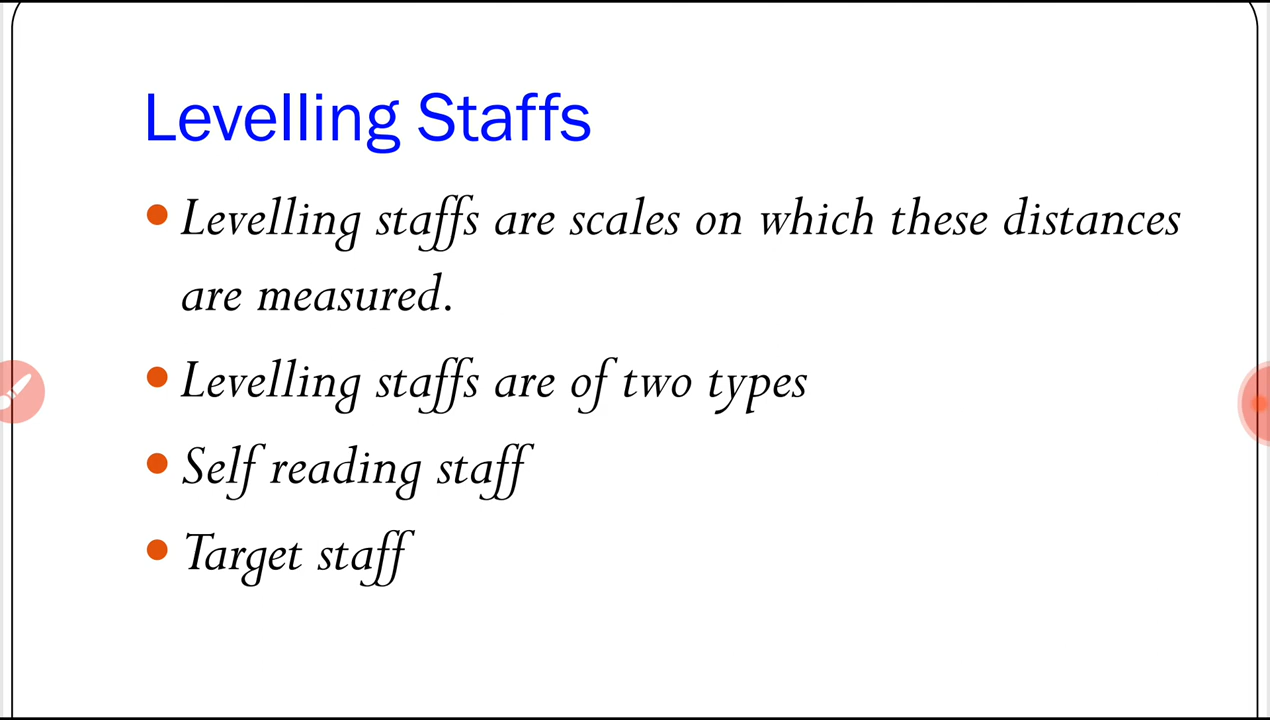 Levelling Staffs
Levelling staffs are scales on which these distances
are measured.
Levelling staffs are of two types
Self reading staff
Target staff